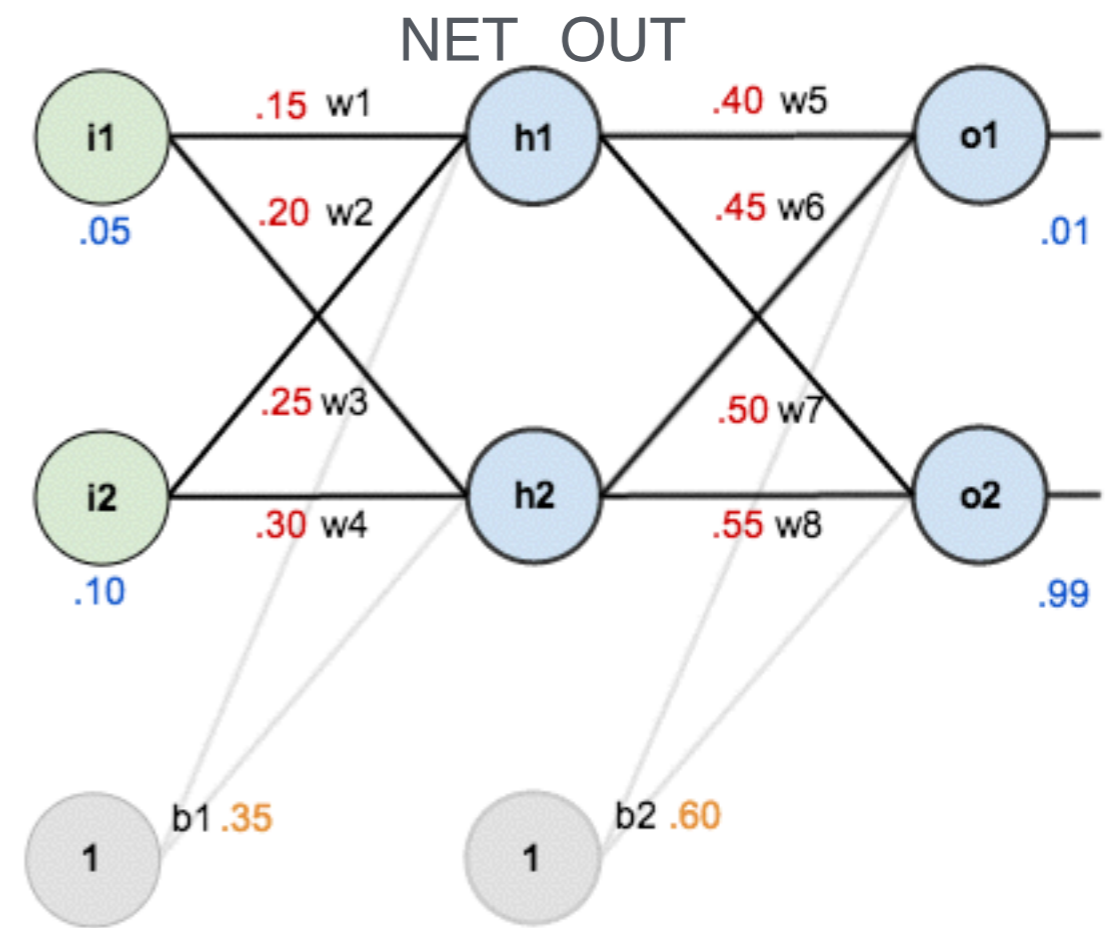 NET OUT
.15 w1
.40 w5
i1
h1
o1
.20 w2
.45 w6
.05
.01
.25 w3
.50 w7
i2
h2
o2
.30 w4
.55 w8
.10
.99
b1 .35
b2 .60
1
1